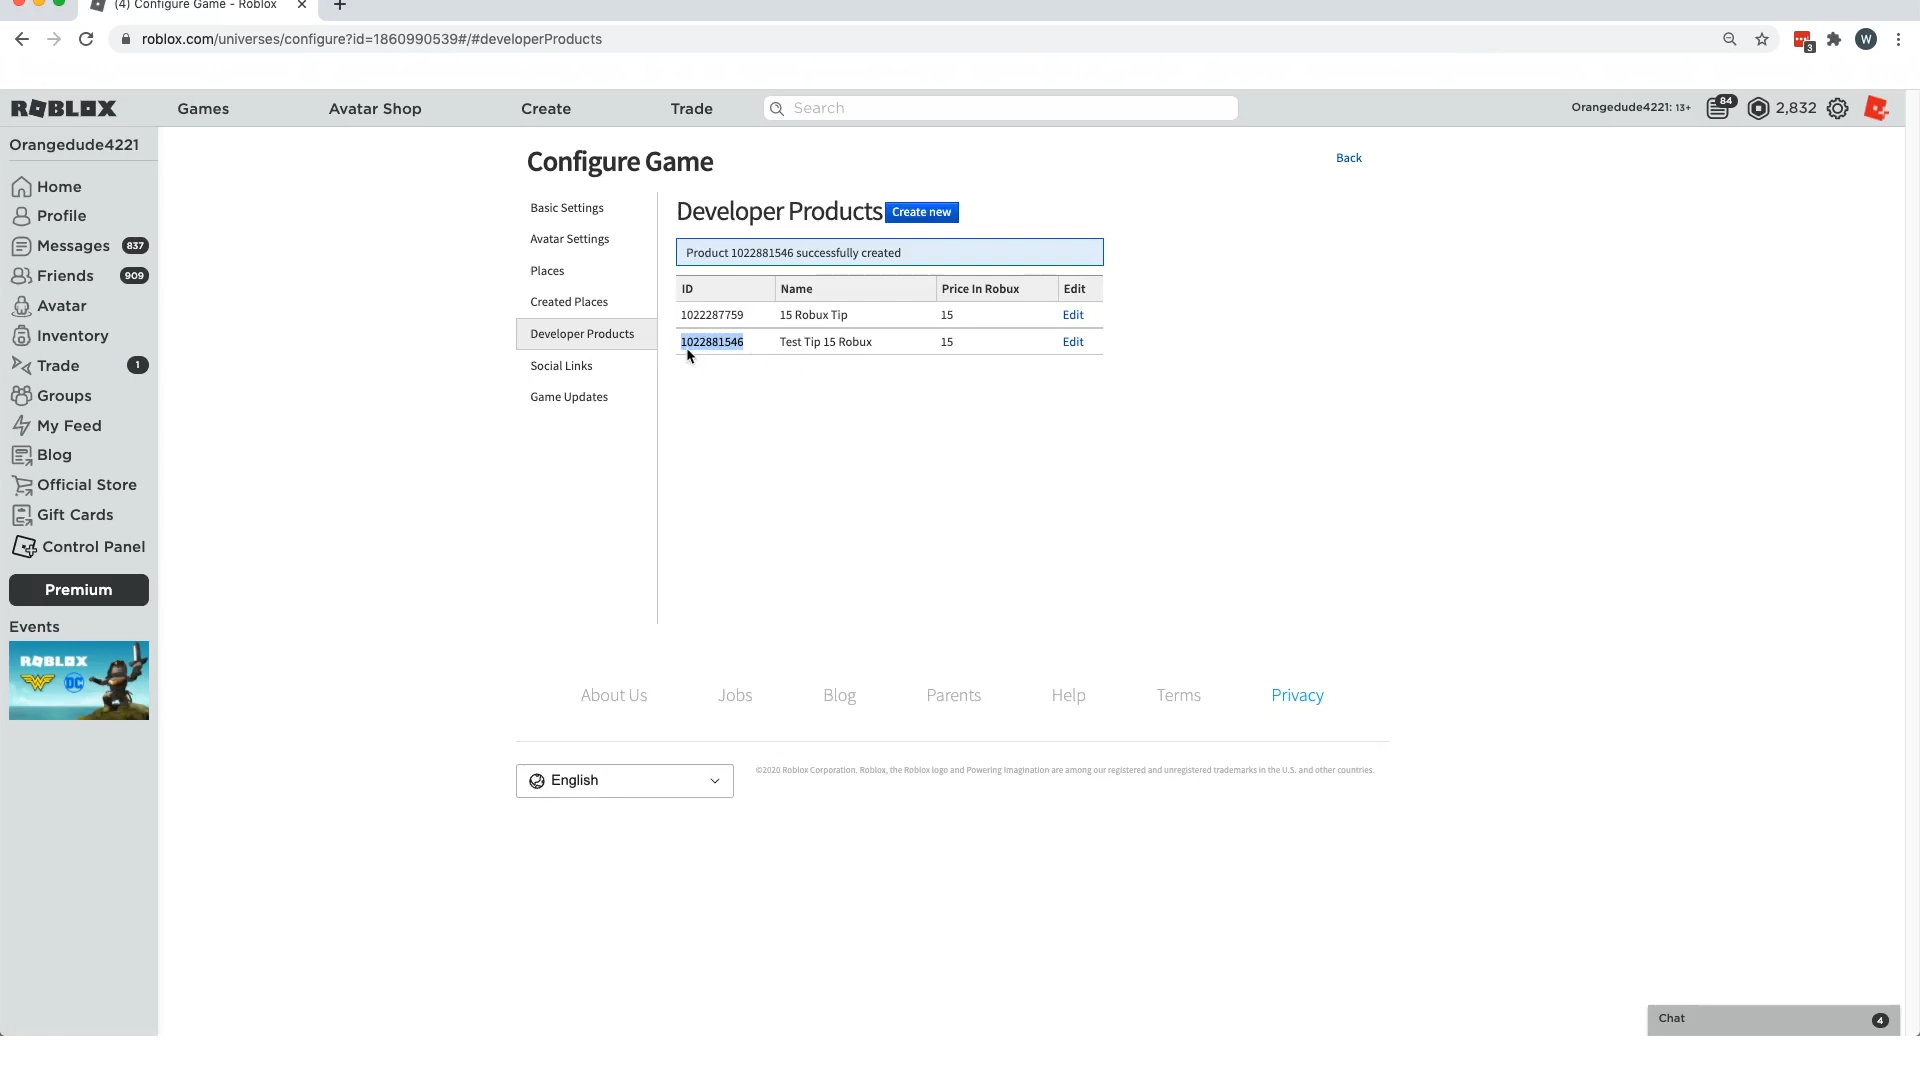 (4) Configure Game - Roblox
roblox.com/universes/configure?id=1860990539#/#developerProducts
3
W
ROBLOX
Games
Avatar Shop
Create
Trade
Search
Orangedude4221: 13+
84
2,832
Orangedude4221
Home
Profile
Messages 837
Friends 909
Avatar
Inventory
Trade 1
Groups
My Feed
Blog
Official Store
Gift Cards
Control Panel
Premium
Events
ROBLOX
DC
Configure Game
Back
Basic Settings
Avatar Settings
Places
Created Places
Developer Products
Social Links
Game Updates
Developer Products Create new
Product 1022881546 successfully created
ID Name Price In Robux Edit
1022287759 15 Robux Tip 15 Edit
1022881546 Test Tip 15 Robux 15 Edit
About Us Jobs Blog Parents Help Terms Privacy
English
©2020 Roblox Corporation. Roblox, the Roblox logo and Powering Imagination are among our registered and unregistered trademarks in the U.S. and other countries.
Chat 4